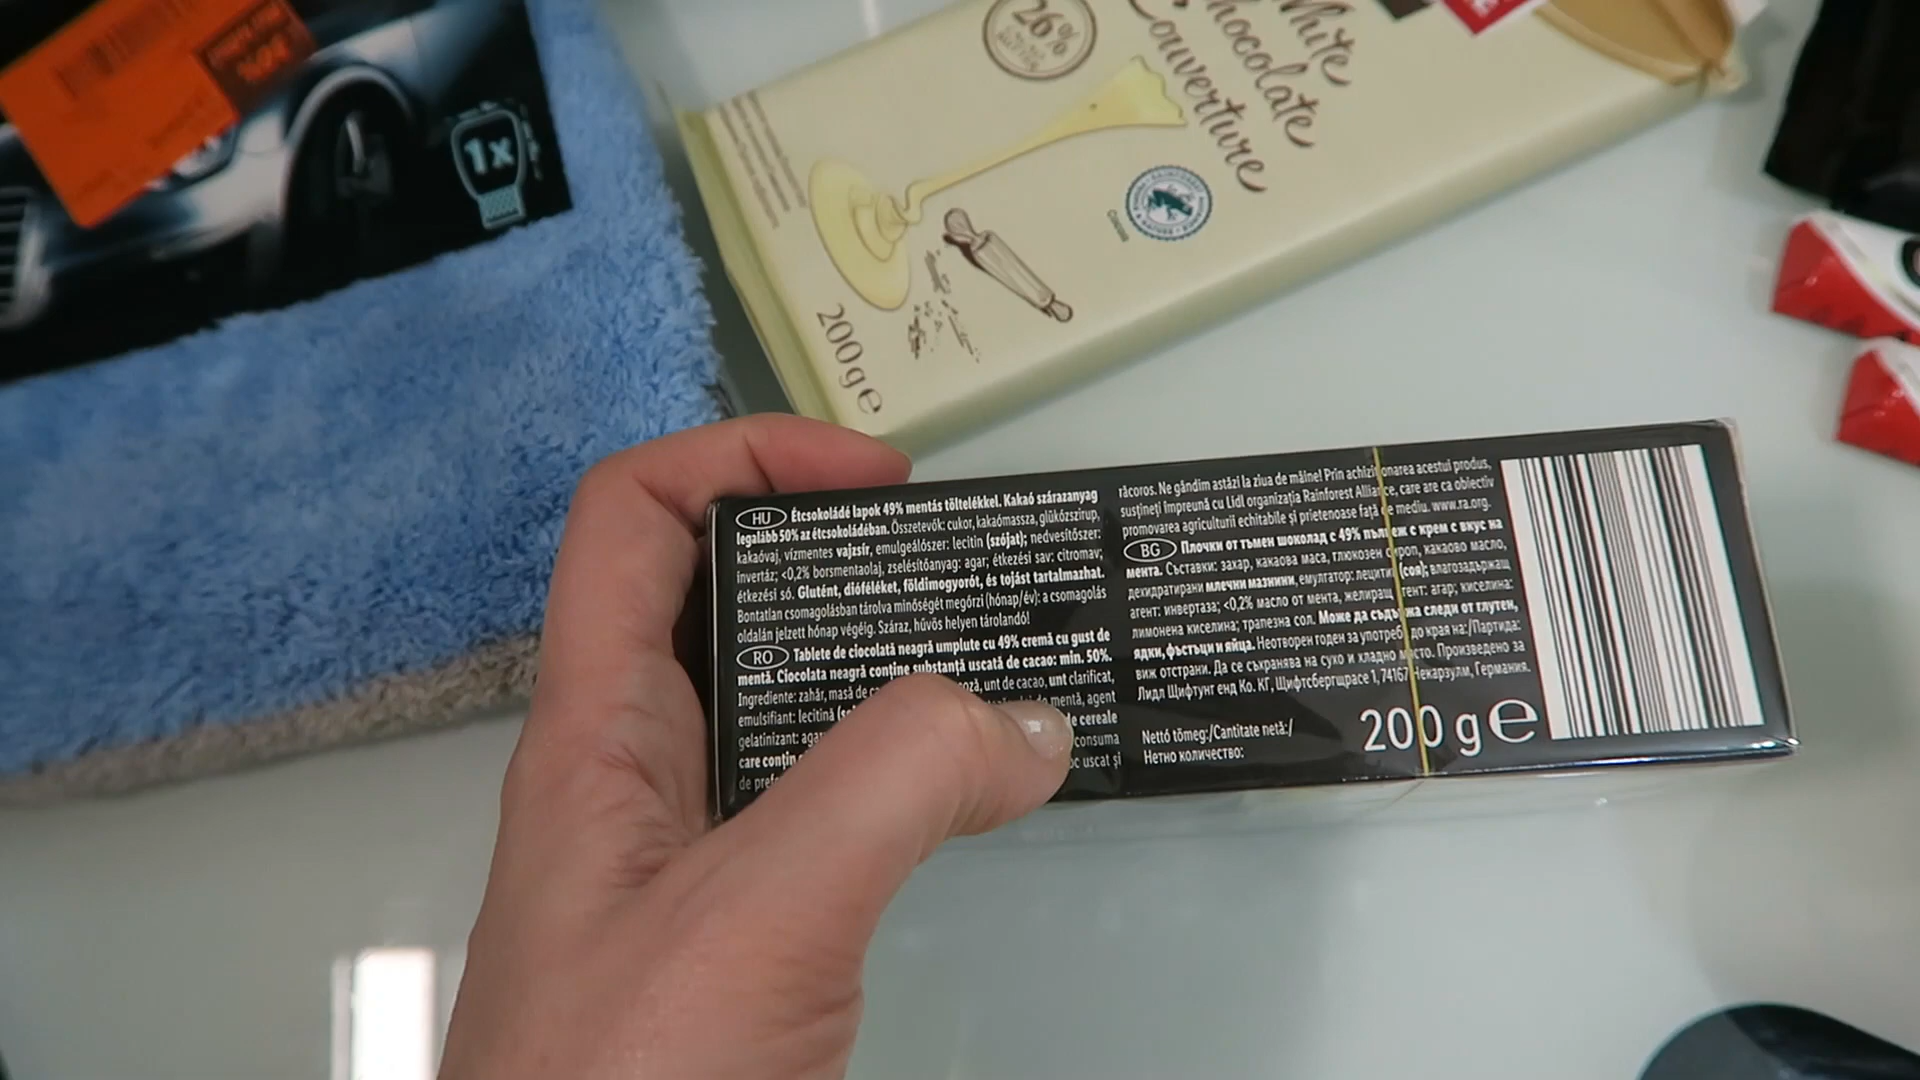 1x
26%
White
Chocolate
Couverture
200g℮
Cocoa
HU Étcsokoládé lapok 49% mentás töltelékkel. Kakaó szárazanyag
legalább 50% az étcsokoládéban. Összetevők: cukor, kakaómassza, glükózszirup,
kakaóvaj, vízmentes vajzsír, emulgeálószer: lecitin (szójat); nedvesítőszer:
invertáz; <0,2% borsmentaolaj, zselésítőanyag: agar; étkezési sav: citromav;
étkezési só. Glutént, dióféléket, földimogyorót, és tojást tartalmazhat.
Bontatlan csomagolásban tárolva minőségét megőrzi (hónap/év): a csomagolás
oldalán jelzett hónap végéig. Száraz, hűvös helyen tárolandó!
RO Tablete de ciocolată neagră umplute cu 49% cremă cu gust de
mentă. Ciocolata neagră conține substanță uscată de cacao: min. 50%.
Ingrediente: zahăr, masă de unt de cacao, unt clarificat,
emulsifiant: lecitină mentă, agent
gelatinizant: de cereale
care consuma
de uscat și
răcoros. Ne gândim astăzi la ziua de mâine! Prin achiziționarea acestui produs,
susțineți împreună cu Lidl organizația Rainforest Alliance, care are ca obiectiv
promovarea agriculturii echitabile și prietenoase față de mediu. www.ra.org.
BG Плочки от тъмен шоколад с 49% пълнеж с крем с вкус на
мента. Съставки: захар, какаова маса, глюкозен сироп, какаово масло,
дехидратирани млечни мазнини, емулгатор: лецитин (соя); влагозадържащ
агент: инвертаза; <0,2% масло от мента, желиращ агент: агар; киселина:
лимонена киселина; трапезна сол. Може да съдържа следи от глутен,
ядки, фъстъци и яйца. Неотворен годен за употреба до края на:/Партида:
виж отстрани. Да се съхранява на сухо и хладно място. Произведено за
Лидл Щифтунг енд Ко. КГ, Щифтсбергщрасе 1, 74167 Некарзулм, Германия.
Nettó tömeg:/Cantitate netă:/
Нетно количество:
200 g ℮